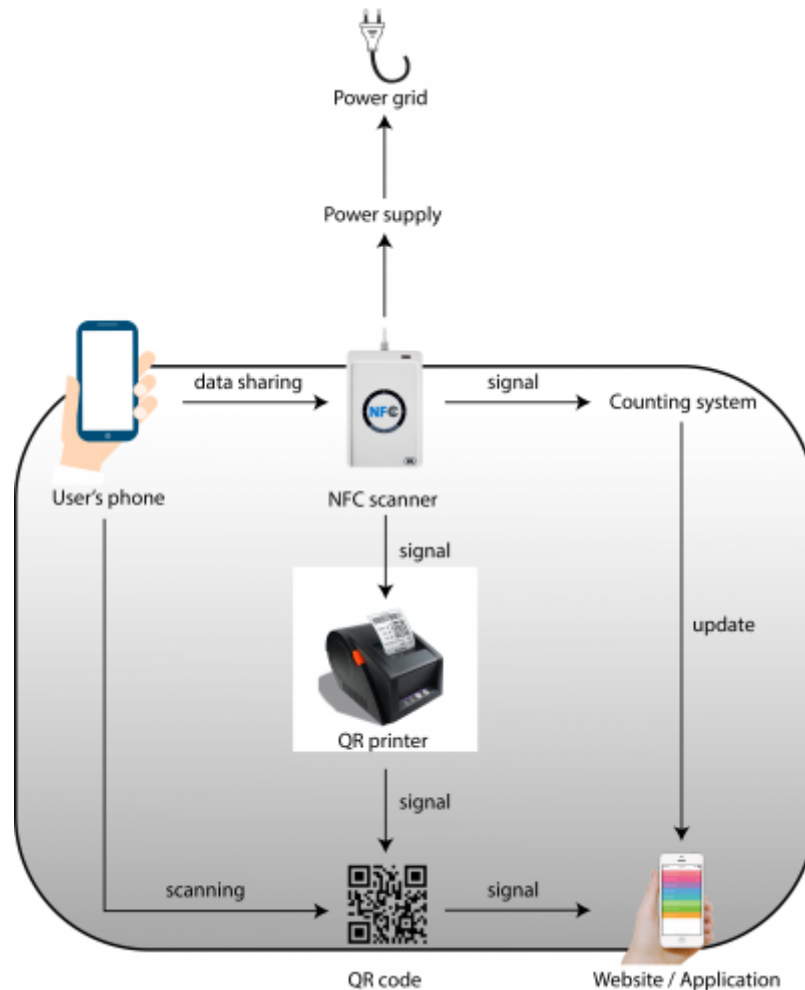 Power grid
Power supply
data sharing
NFC
signal
Counting system
User's phone
NFC scanner
signal
update
QR printer
signal
scanning
signal
QR code
Website / Application